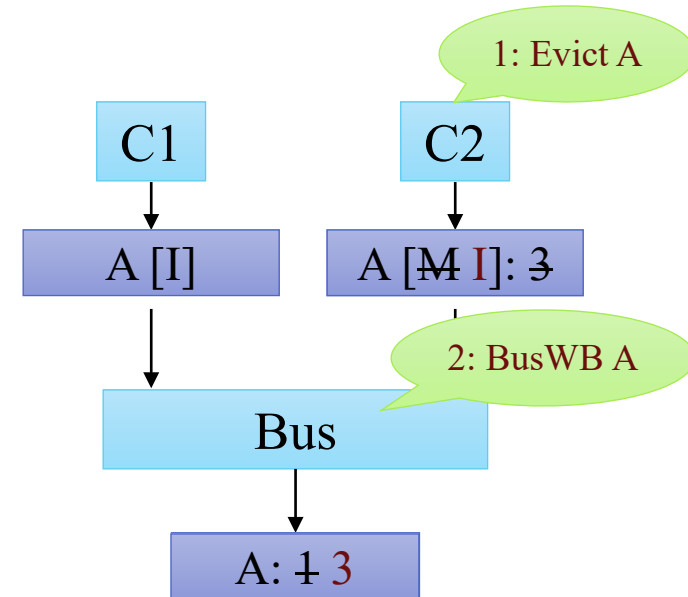 1: Evict A
C1
C2
A [I]
A [M I]: 3
2: BusWB A
Bus
A: 1 3